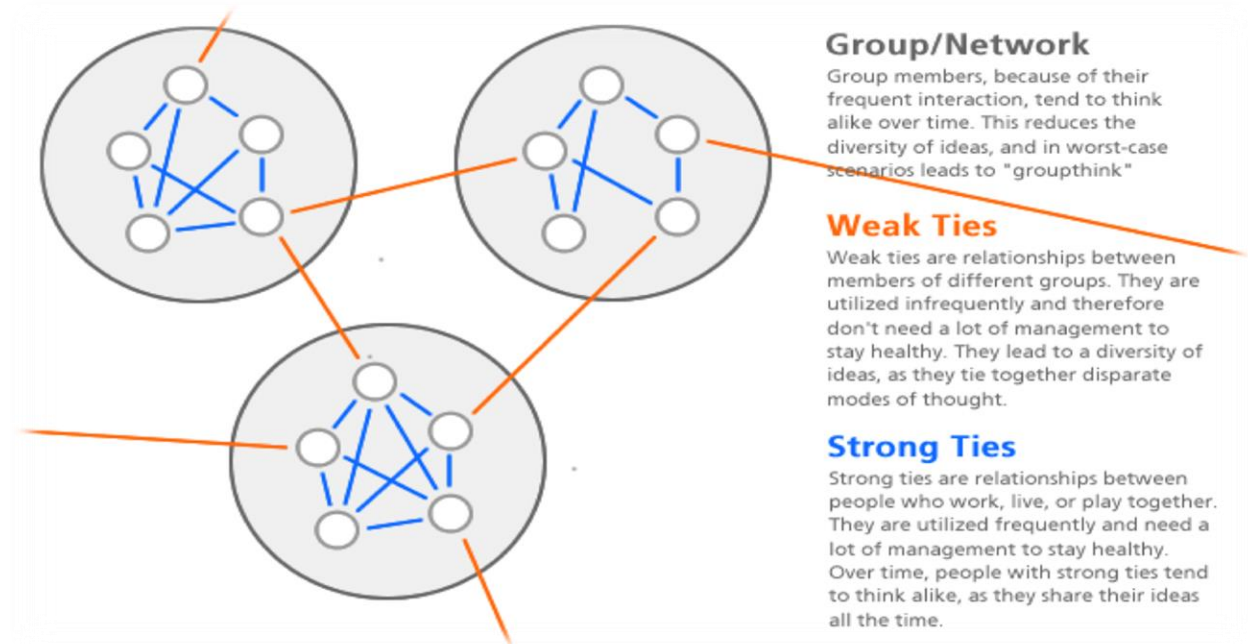 Group/Network
Group members, because of their
frequent interaction, tend to think
alike over time. This reduces the
diversity of ideas, and in worst-case
scenarios leads to "groupthink"
Weak Ties
Weak ties are relationships between
members of different groups. They are
utilized infrequently and therefore
don't need a lot of management to
stay healthy. They lead to a diversity of
ideas, as they tie together disparate
modes of thought.
Strong Ties
Strong ties are relationships between
people who work, live, or play together.
They are utilized frequently and need a
lot of management to stay healthy.
Over time, people with strong ties tend
to think alike, as they share their ideas
all the time.